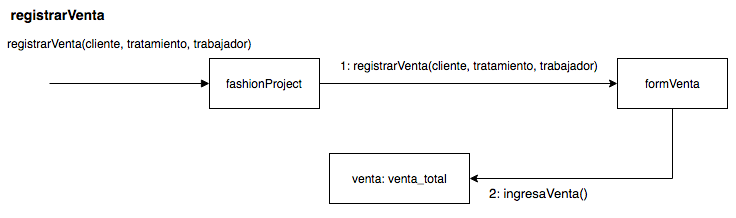 registrarVenta
registrarVenta(cliente, tratamiento, trabajador)
fashionProject
1: registrarVenta(cliente, tratamiento, trabajador)
formVenta
venta: venta_total
2: ingresaVenta()